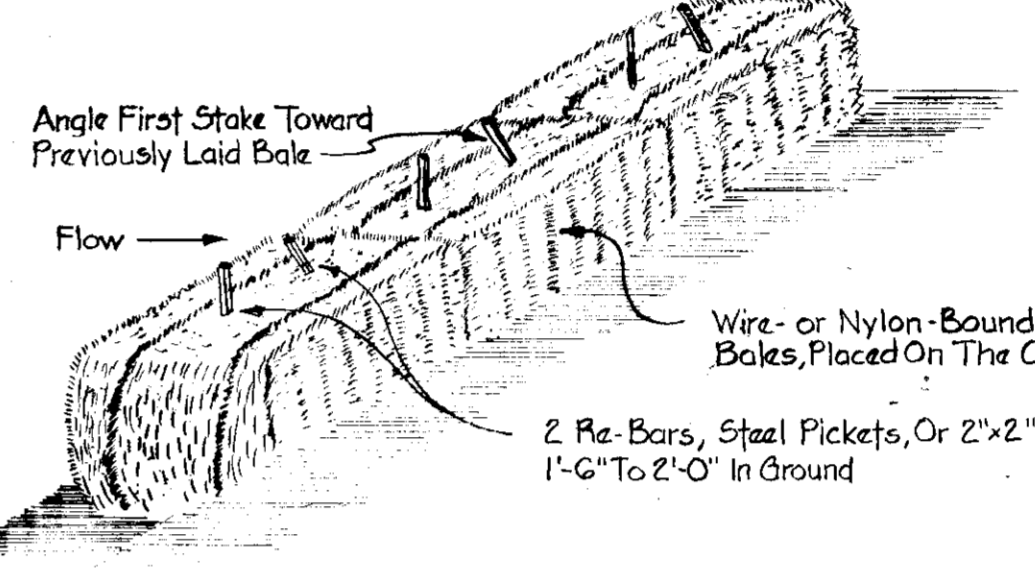 Angle First Stake Toward
Previously Laid Bale
Flow
Wire- or Nylon-Bound
Bales, Placed On The
2 Re-Bars, Steel Pickets, Or 2"x2"
1'-6" To 2'-0" In Ground